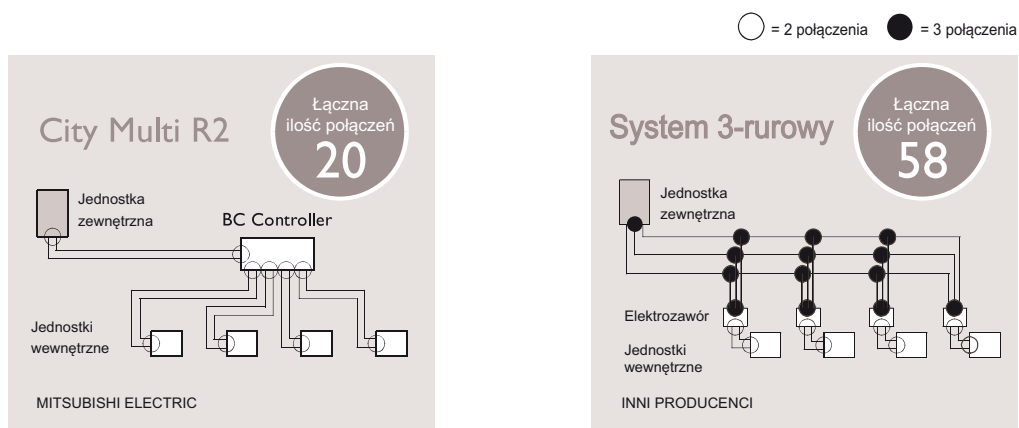 = 2 połączenia
= 3 połączenia
City Multi R2
Łączna
ilość połączeń
20
Jednostka
zewnętrzna
BC Controller
Jednostki
wewnętrzne
MITSUBISHI ELECTRIC
System 3-rurowy
Łączna
ilość połączeń
58
Jednostka
zewnętrzna
Elektrozawór
Jednostki
wewnętrzne
INNI PRODUCENCI